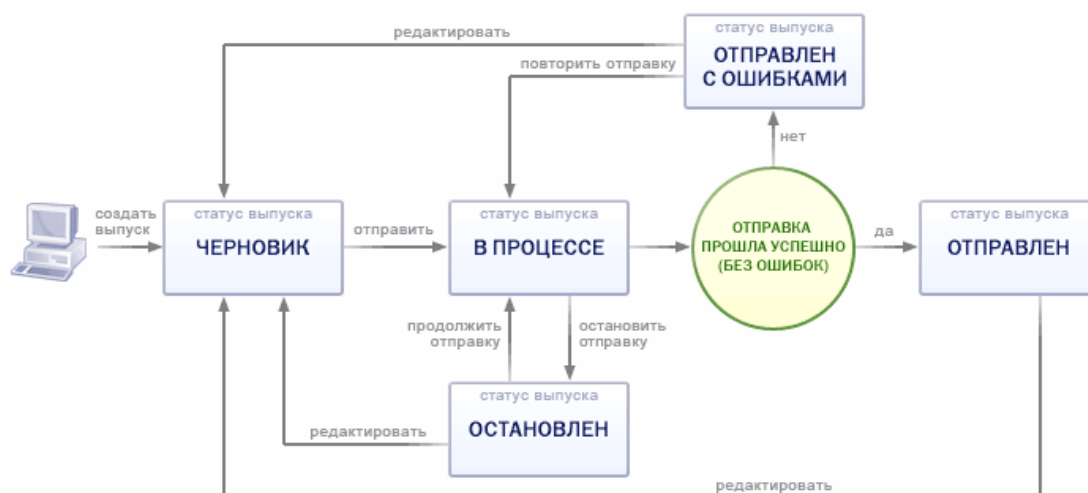 редактировать
статус выпуска
ОТПРАВЛЕН
С ОШИБКАМИ
повторить отправку
нет
создать
выпуск
статус выпуска
ЧЕРНОВИК
отправить
статус выпуска
В ПРОЦЕССЕ
ОТПРАВКА
ПРОШЛА УСПЕШНО
(БЕЗ ОШИБОК)
да
статус выпуска
ОТПРАВЛЕН
продолжить
отправку
остановить
отправку
статус выпуска
ОСТАНОВЛЕН
редактировать
редактировать